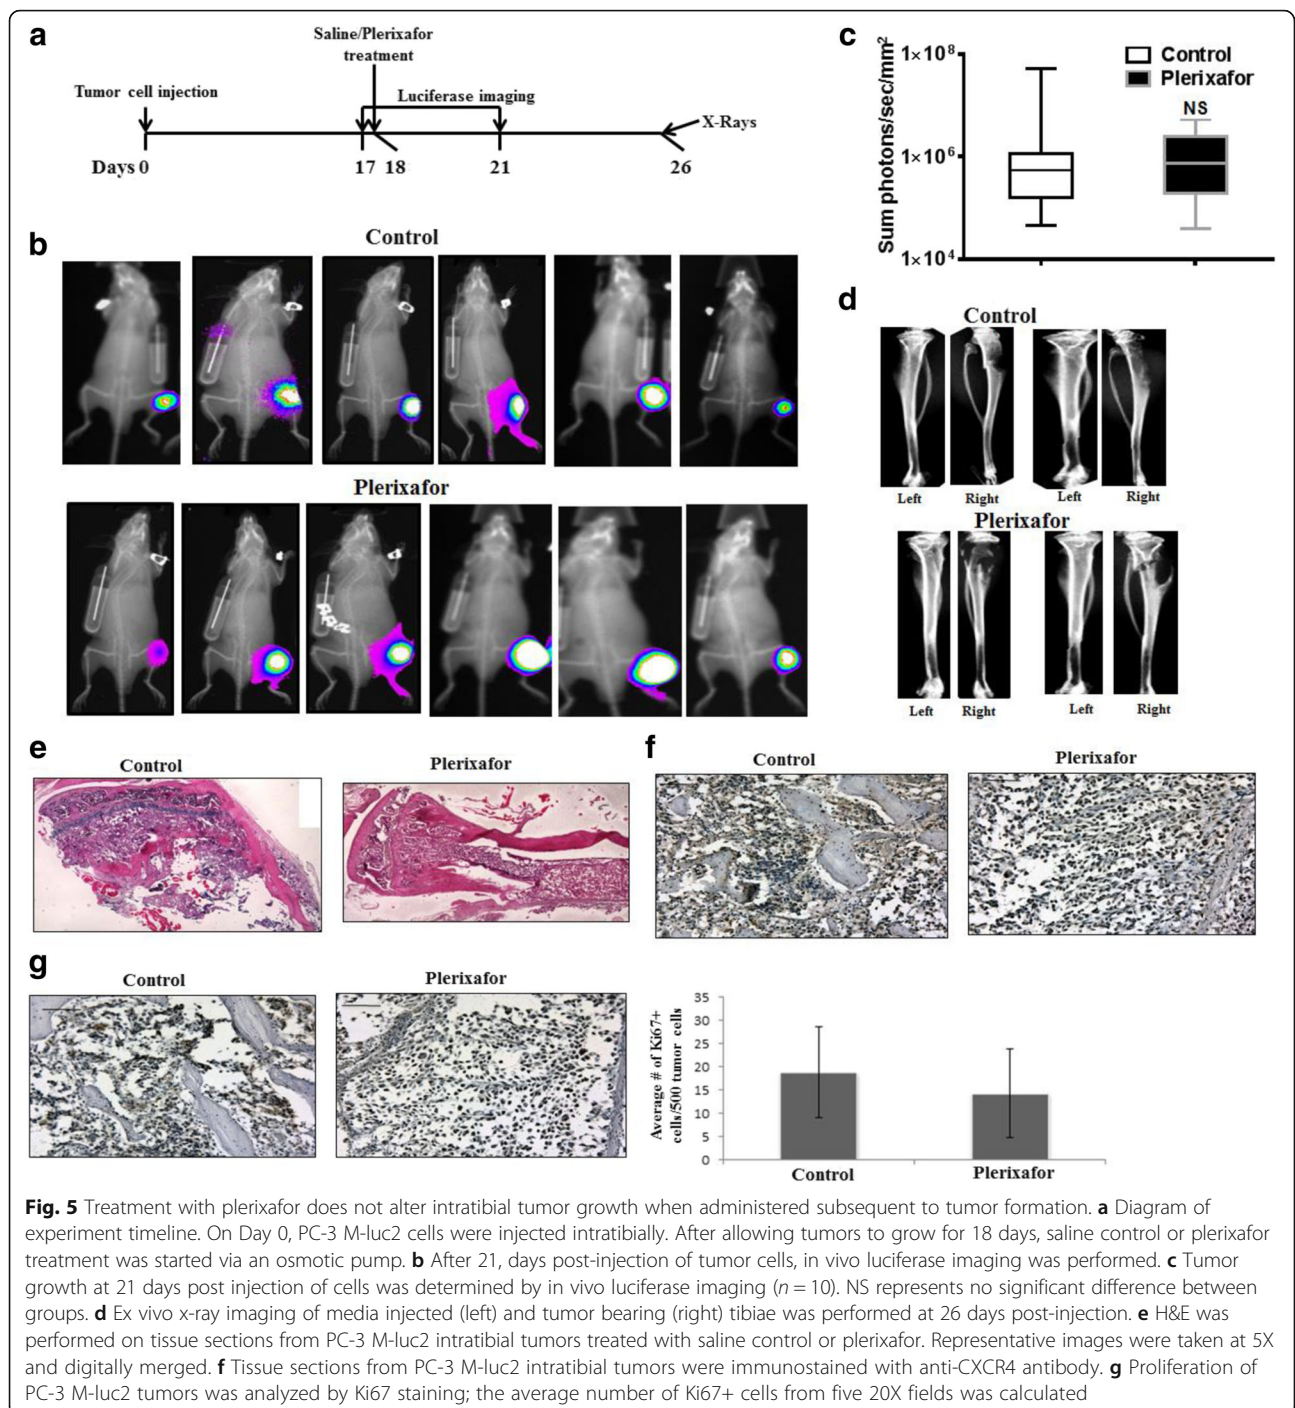 a
Saline/Plerixafor
treatment
Tumor cell injection
Luciferase imaging
X-Rays
Days 0
17 18
21
26
c
1×10⁸
1×10⁶
1×10⁴
Sum photons/sec/mm²
Control
Plerixafor
NS
b
Control
Plerixafor
d
Control
Left
Right
Left
Right
Plerixafor
Left
Right
Left
Right
e
Control
Plerixafor
f
Control
Plerixafor
g
Control
Plerixafor
Average # of Ki67+
cells/500 tumor cells
35
30
25
20
15
10
5
0
Control
Plerixafor
Fig. 5 Treatment with plerixafor does not alter intratibial tumor growth when administered subsequent to tumor formation. a Diagram of
experiment timeline. On Day 0, PC-3 M-luc2 cells were injected intratibially. After allowing tumors to grow for 18 days, saline control or plerixafor
treatment was started via an osmotic pump. b After 21, days post-injection of tumor cells, in vivo luciferase imaging was performed. c Tumor
growth at 21 days post injection of cells was determined by in vivo luciferase imaging (n = 10). NS represents no significant difference between
groups. d Ex vivo x-ray imaging of media injected (left) and tumor bearing (right) tibiae was performed at 26 days post-injection. e H&E was
performed on tissue sections from PC-3 M-luc2 intratibial tumors treated with saline control or plerixafor. Representative images were taken at 5X
and digitally merged. f Tissue sections from PC-3 M-luc2 intratibial tumors were immunostained with anti-CXCR4 antibody. g Proliferation of
PC-3 M-luc2 tumors was analyzed by Ki67 staining; the average number of Ki67+ cells from five 20X fields was calculated